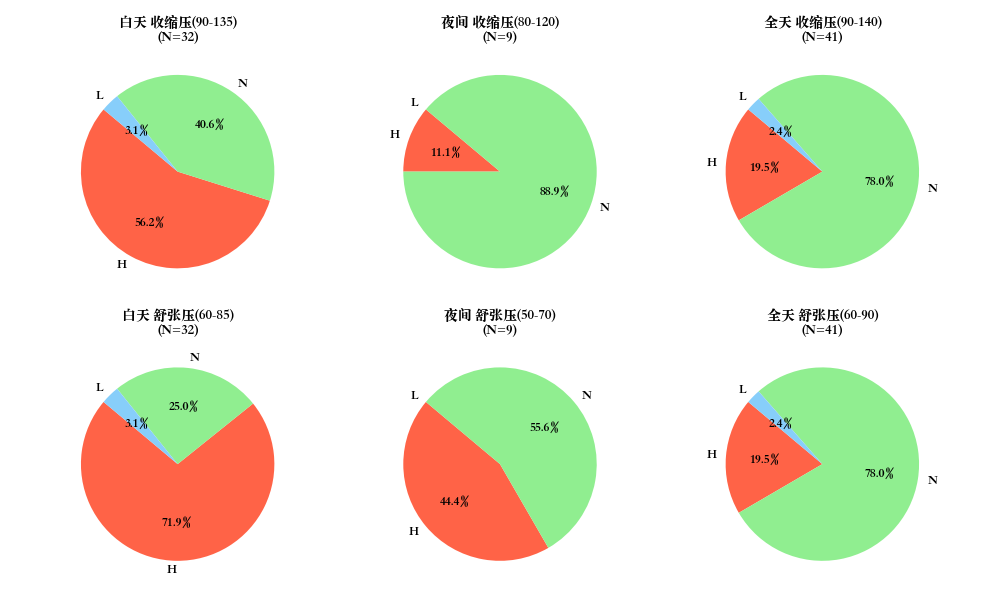 白天 收缩压(90-135)
(N=32)
L
N
3.1%
40.6%
56.2%
H
夜间 收缩压(80-120)
(N=9)
L
H
11.1%
88.9%
N
全天 收缩压(90-140)
(N=41)
L
2.4%
H
19.5%
78.0%
N
白天 舒张压(60-85)
(N=32)
N
L
25.0%
3.1%
71.9%
H
夜间 舒张压(50-70)
(N=9)
L
N
55.6%
44.4%
H
全天 舒张压(60-90)
(N=41)
L
2.4%
H
19.5%
78.0%
N